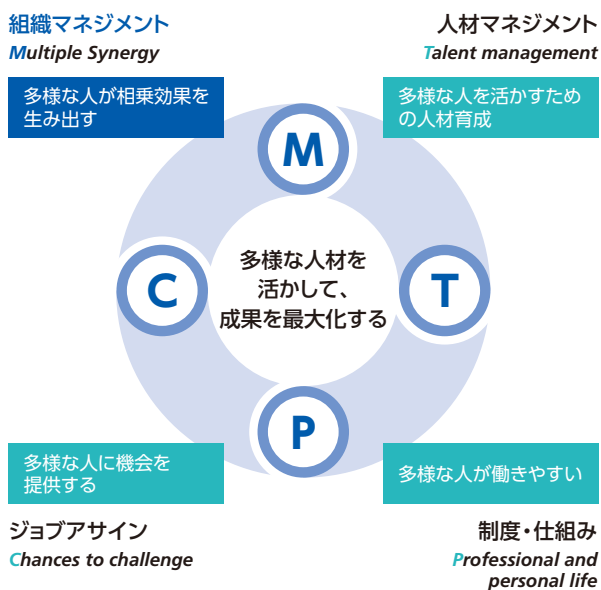 組織マネジメント
Multiple Synergy
多様な人が相乗効果を
生み出す
人材マネジメント
Talent management
多様な人を活かすため
の人材育成
M
C
多様な人材を
活かして、
成果を最大化する
T
P
多様な人に機会を
提供する
ジョブアサイン
Chances to challenge
多様な人が働きやすい
制度・仕組み
Professional and
personal life